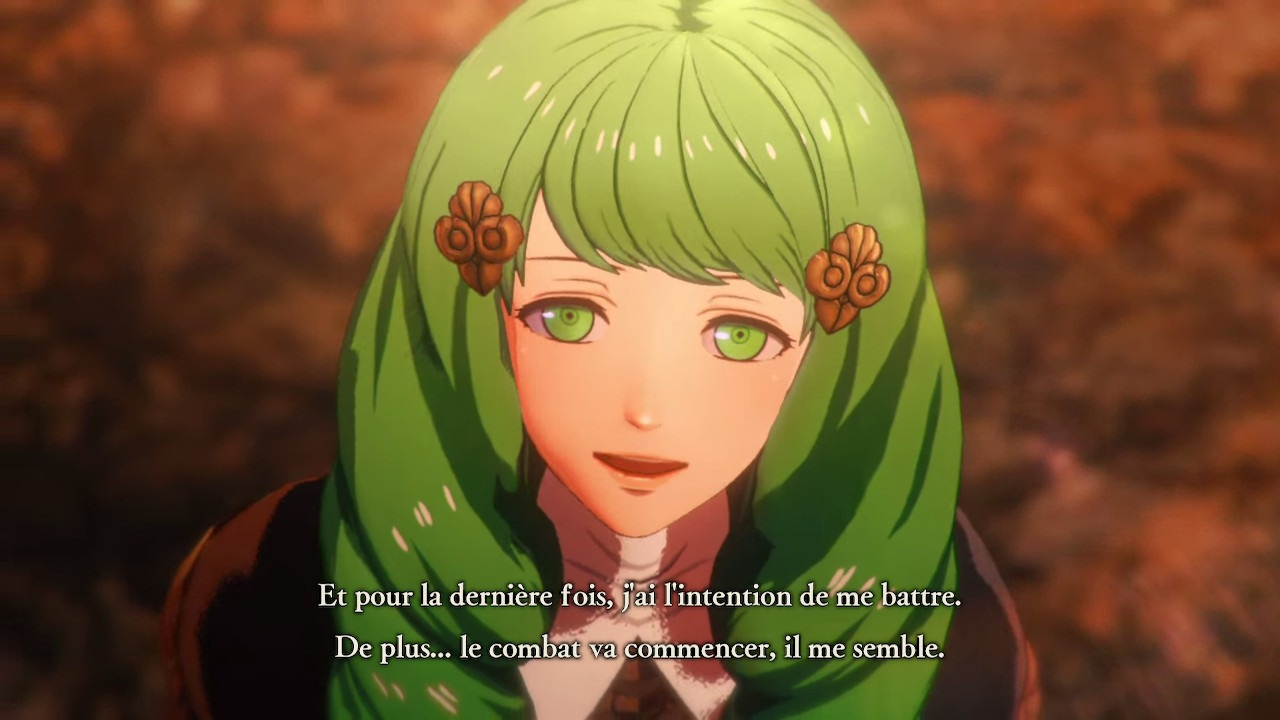 Et pour la dernière fois, j'ai l'intention de me battre.
De plus... le combat va commencer, il me semble.